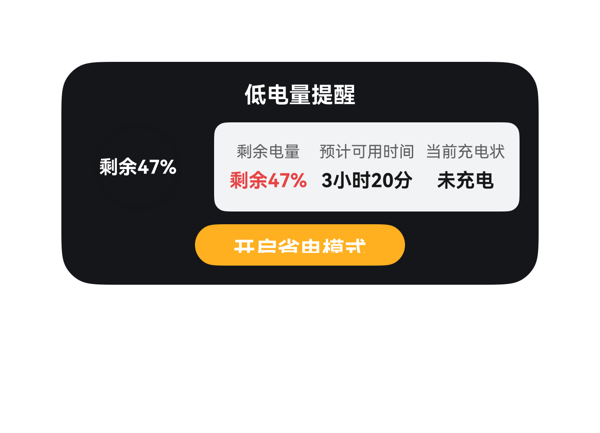 低电量提醒
剩余47%
剩余电量 预计可用时间 当前充电状
剩余47% 3小时20分 未充电
开启省电模式